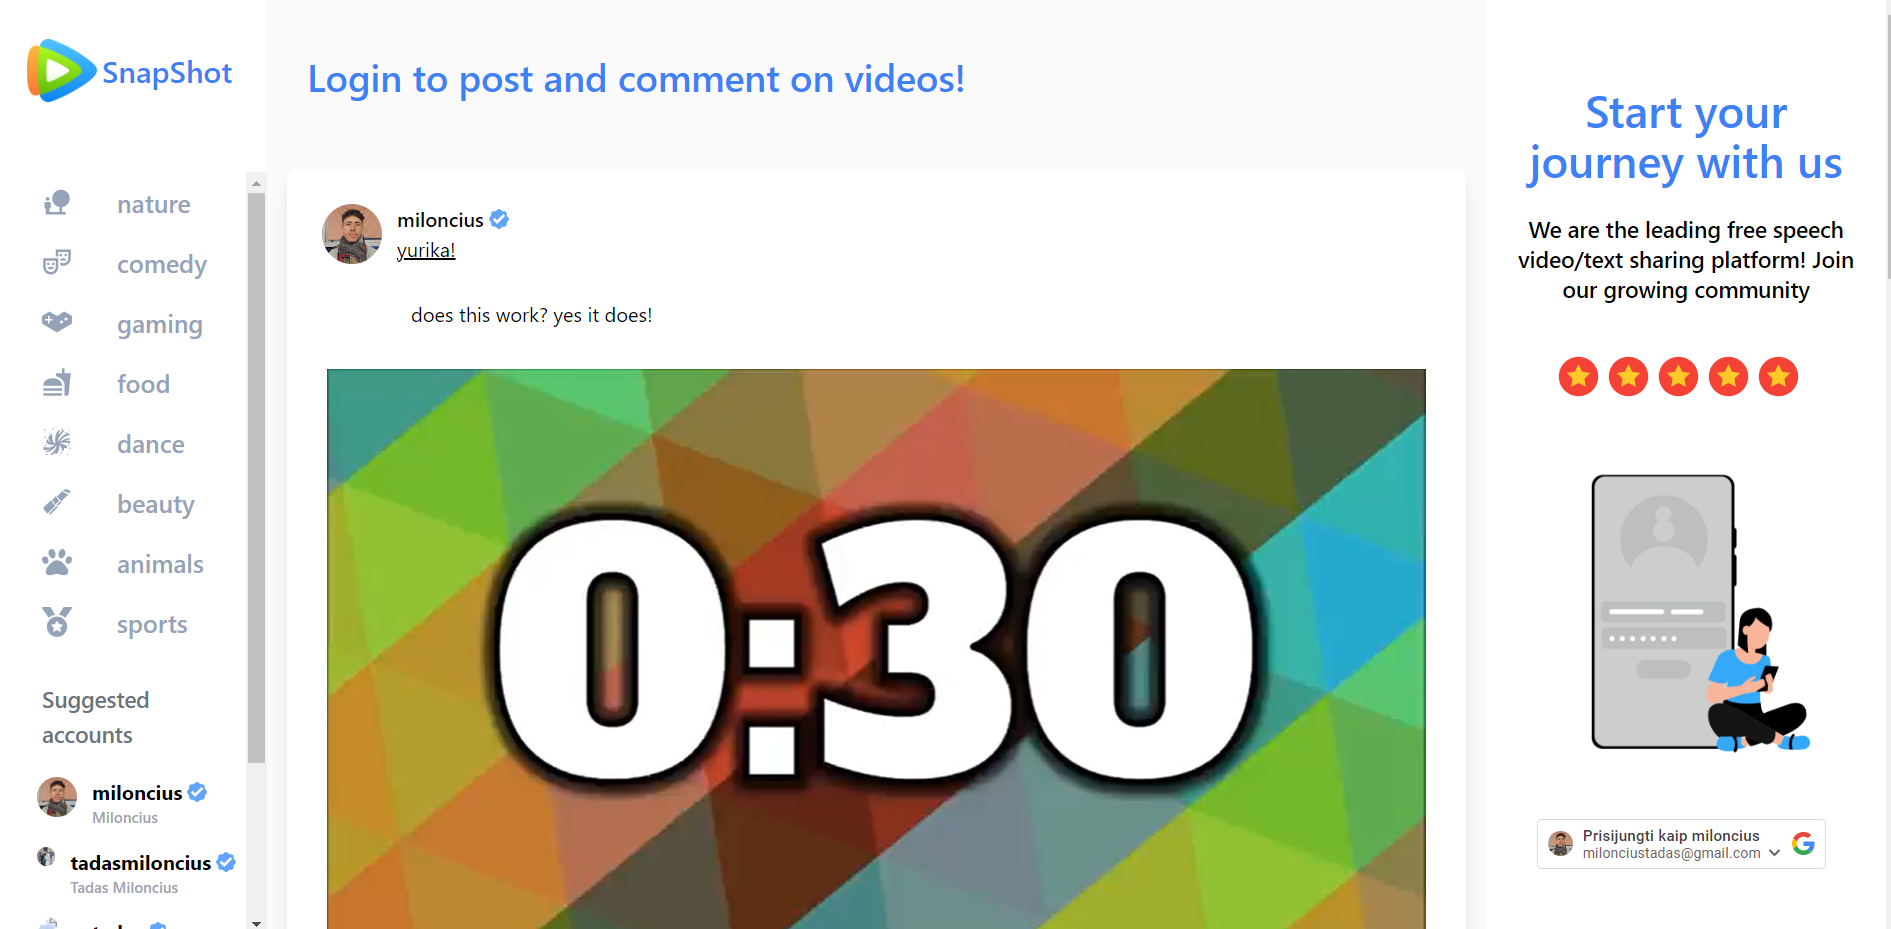 SnapShot
nature
comedy
gaming
food
dance
beauty
animals
sports
Suggested
accounts
miloncius
Miloncius
tadasmiloncius
Tadas Miloncius
Login to post and comment on videos!
miloncius
yurika!
does this work? yes it does!
0:30
Start your
journey with us
We are the leading free speech
video/text sharing platform! Join
our growing community
Prisijungti kaip miloncius
milonciustadas@gmail.com